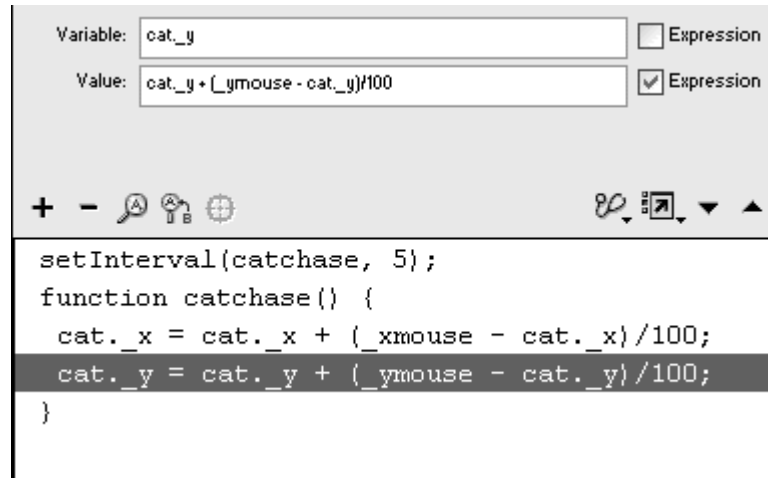 Variable: cat._y Expression
Value: cat._y + (_ymouse - cat._y)/100 Expression
setInterval(catchase, 5);
function catchase() {
cat._x = cat._x + (_xmouse - cat._x)/100;
cat._y = cat._y + (_ymouse - cat._y)/100;
}